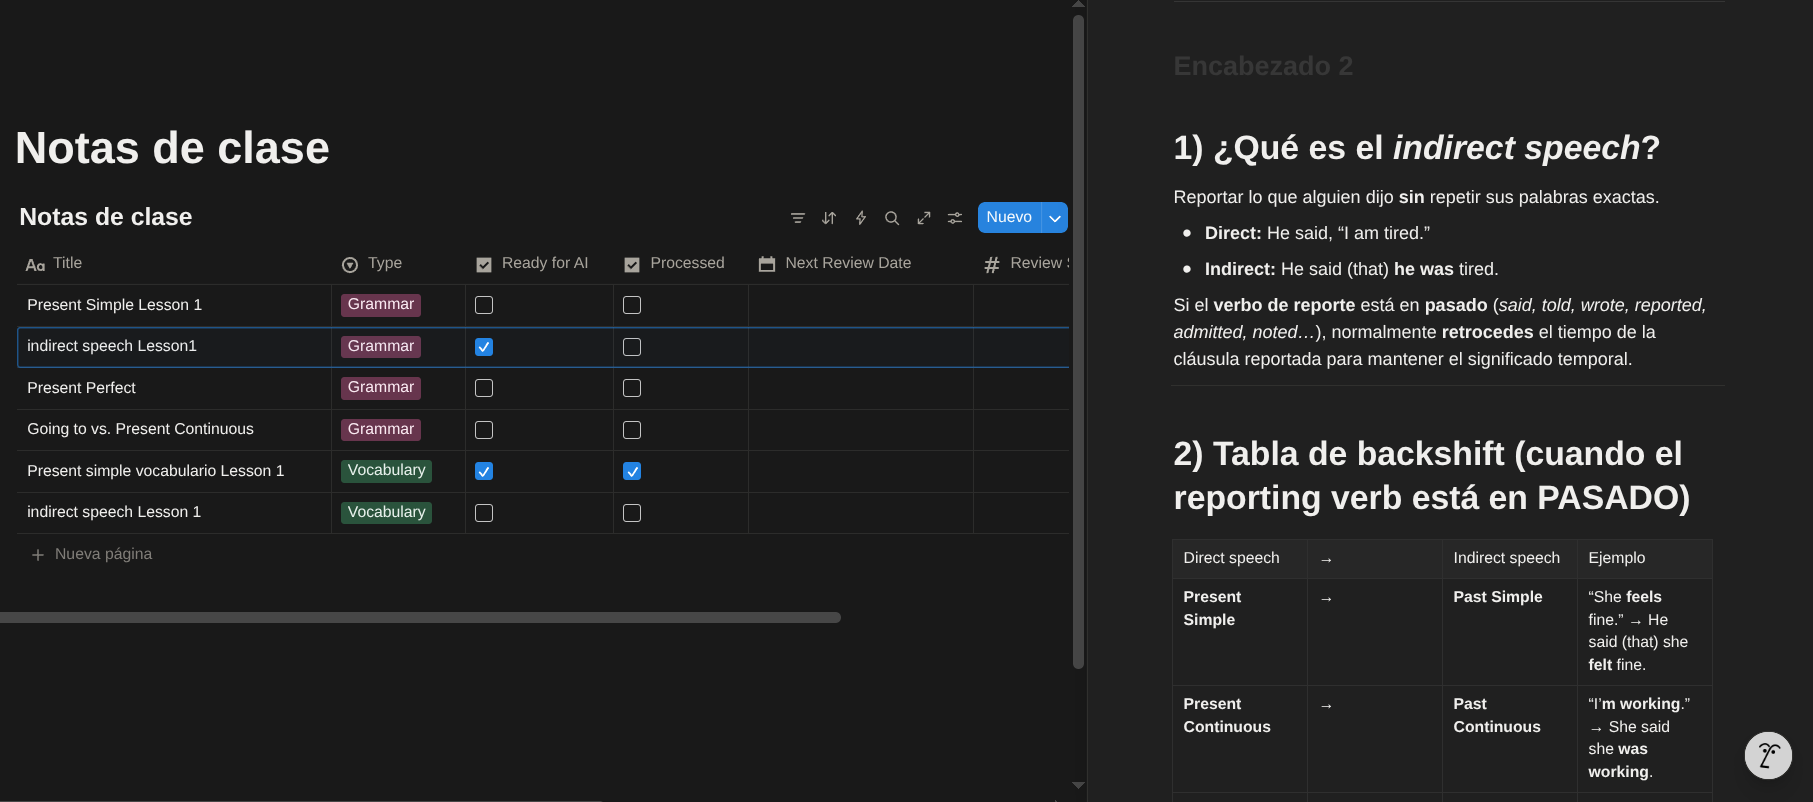 Notas de clase
Notas de clase
Nuevo
Aa Title Type Ready for AI Processed Next Review Date # Review
Present Simple Lesson 1 Grammar
indirect speech Lesson1 Grammar
Present Perfect Grammar
Going to vs. Present Continuous Grammar
Present simple vocabulario Lesson 1 Vocabulary
indirect speech Lesson 1 Vocabulary
+ Nueva página
Encabezado 2
1) ¿Qué es el indirect speech?
Reportar lo que alguien dijo sin repetir sus palabras exactas.
• Direct: He said, “I am tired.”
• Indirect: He said (that) he was tired.
Si el verbo de reporte está en pasado (said, told, wrote, reported,
admitted, noted…), normalmente retrocedes el tiempo de la
cláusula reportada para mantener el significado temporal.
2) Tabla de backshift (cuando el
reporting verb está en PASADO)
Direct speech → Indirect speech Ejemplo
Present → Past Simple “She feels
Simple fine.” → He
said (that) she
felt fine.
Present → Past “I’m working.”
Continuous Continuous → She said
she was
working.